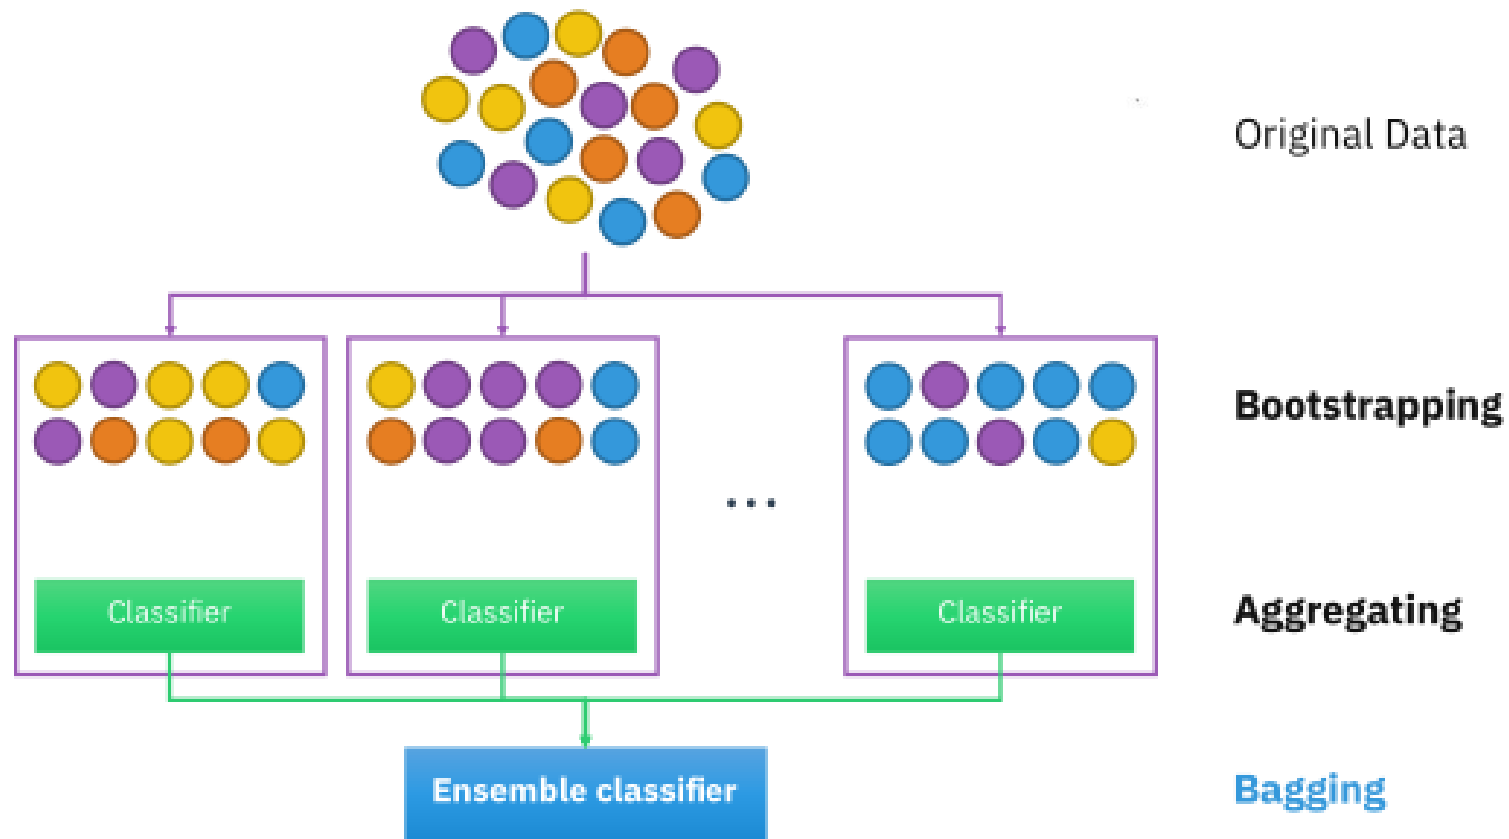 Original Data
Bootstrapping
...
Classifier
Classifier
Classifier
Aggregating
Ensemble classifier
Bagging